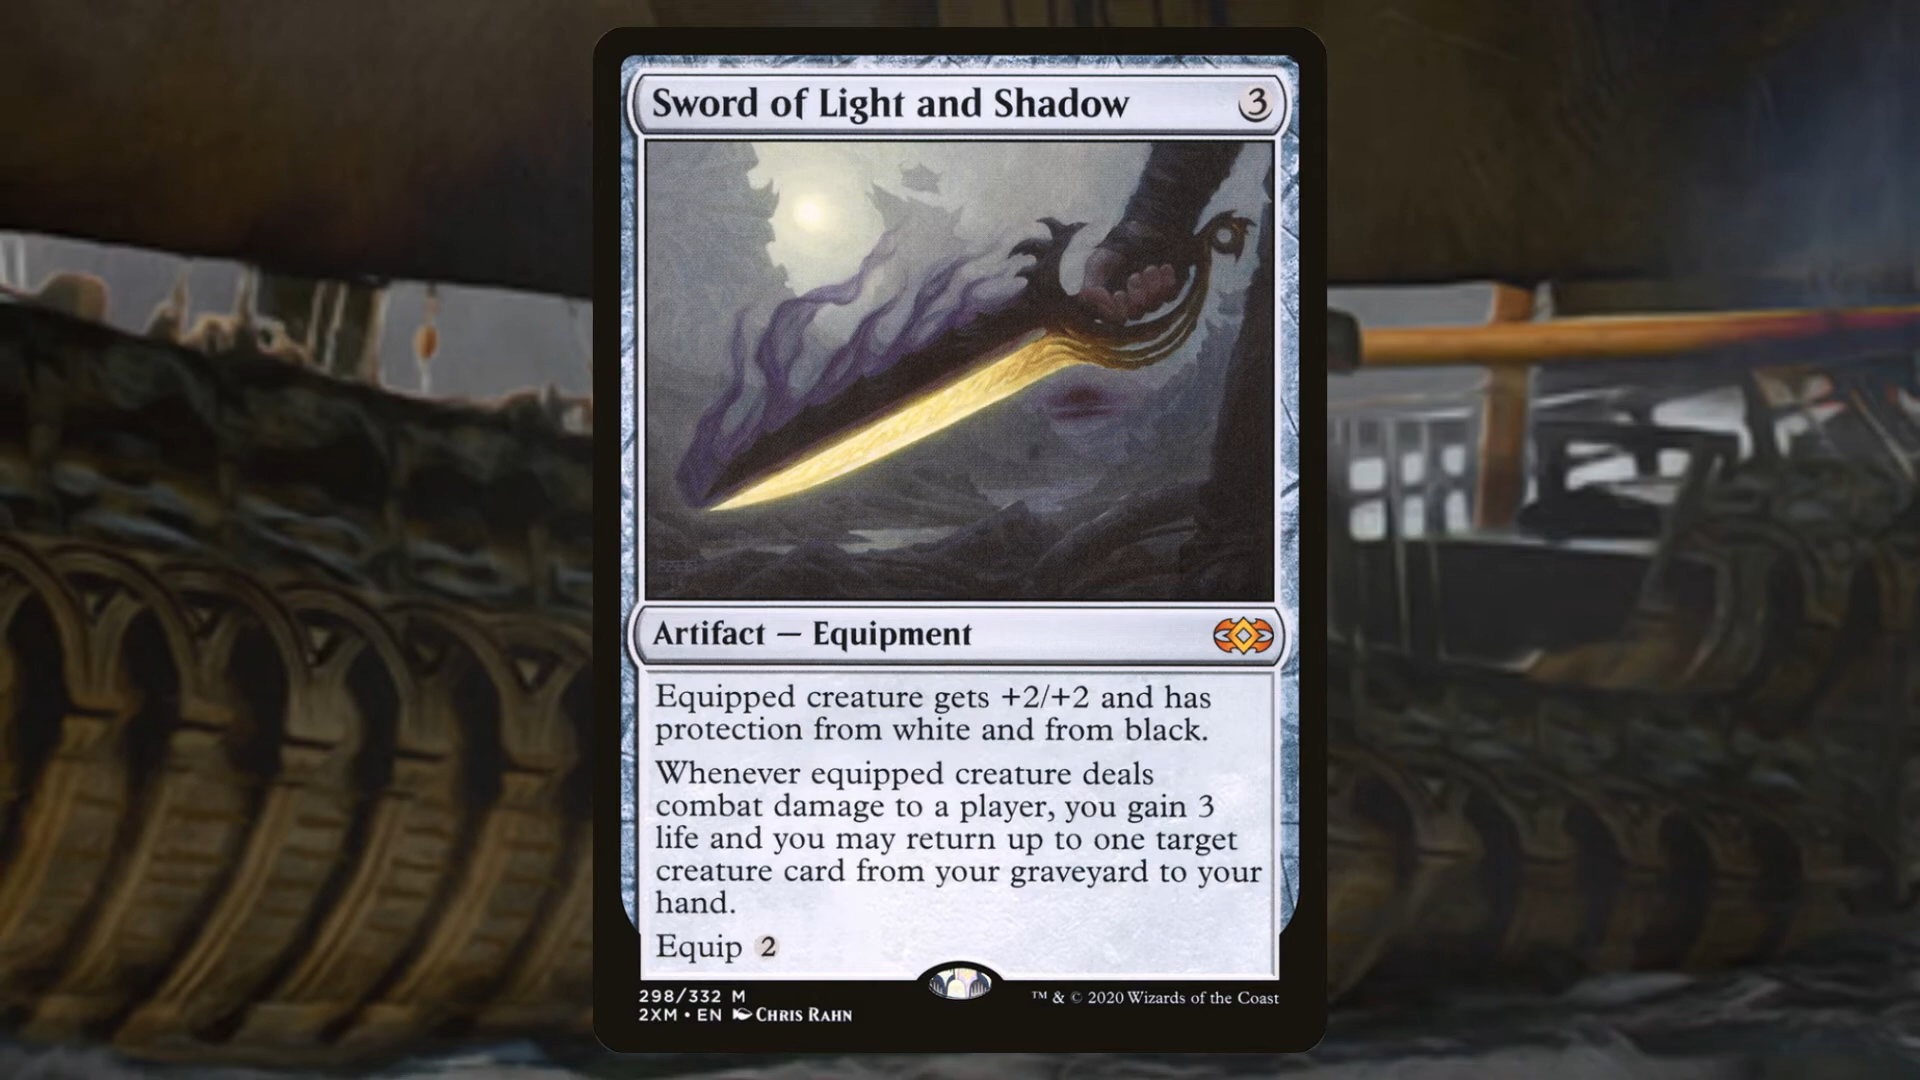 Sword of Light and Shadow 3
Artifact — Equipment
Equipped creature gets +2/+2 and has
protection from white and from black.
Whenever equipped creature deals
combat damage to a player, you gain 3
life and you may return up to one target
creature card from your graveyard to your
hand.
Equip 2
298/332 M
2XM • EN Chris Rahn
™ & © 2020 Wizards of the Coast